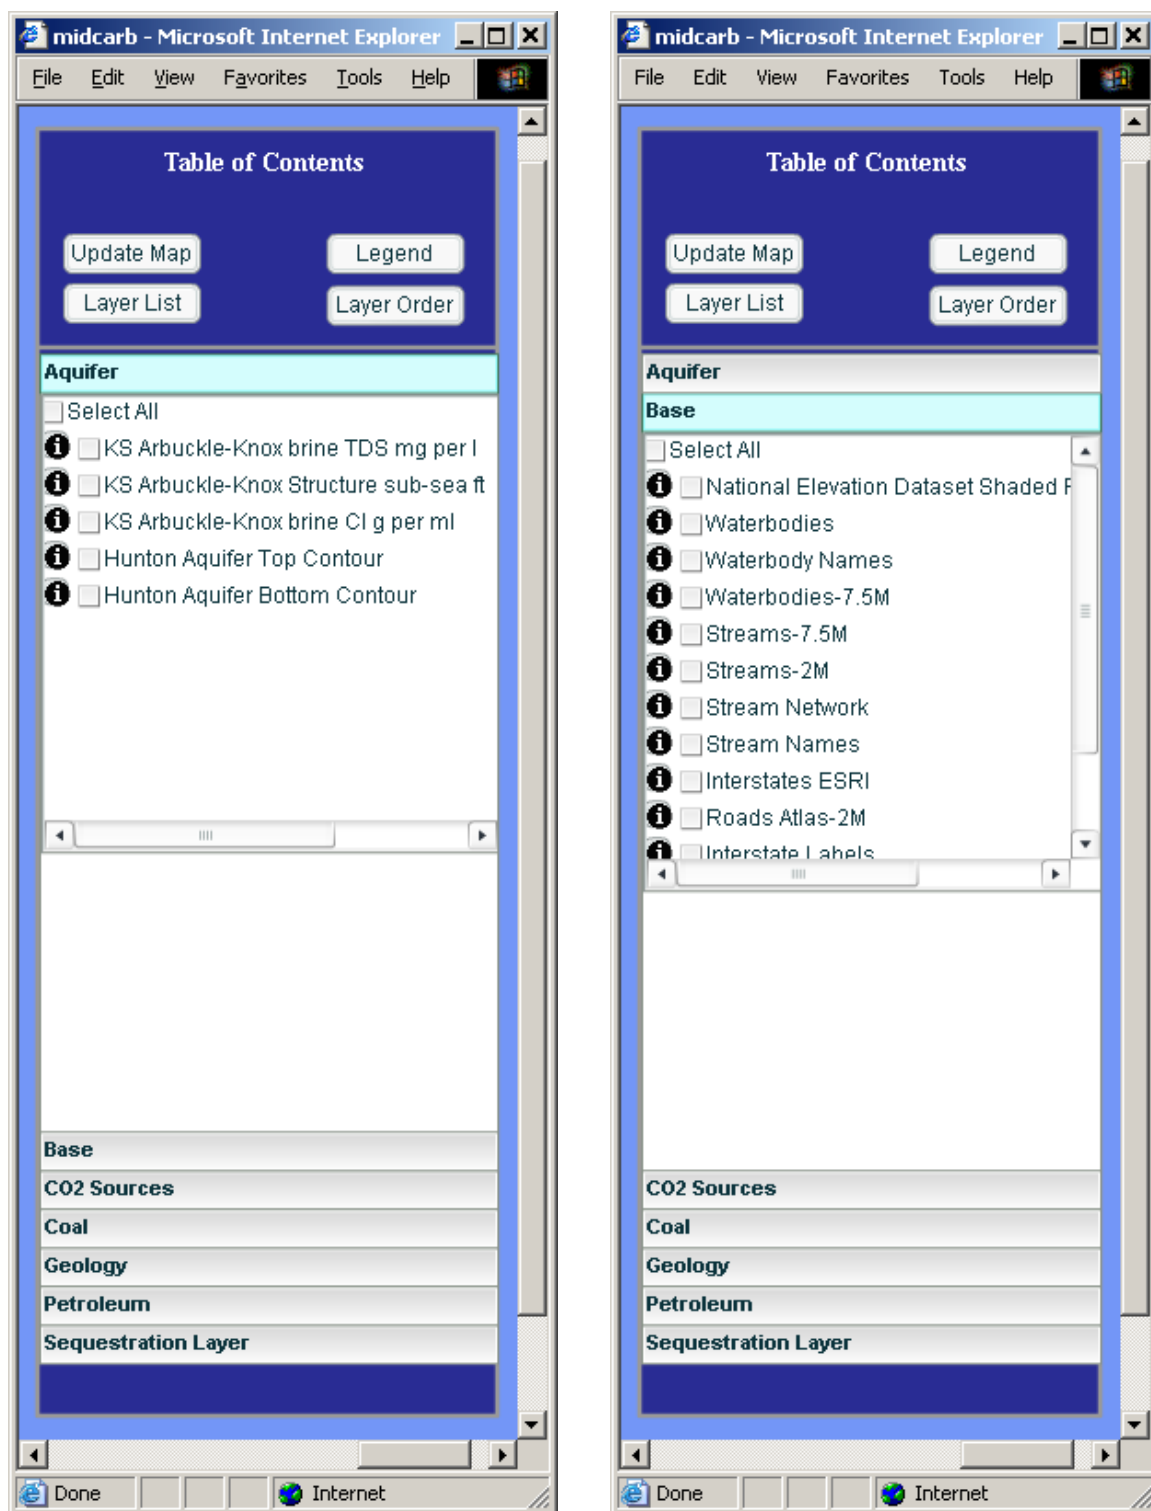 midcarb - Microsoft Internet Explorer
File Edit View Favorites Tools Help
Table of Contents
Update Map Legend
Layer List Layer Order
Aquifer
Select All
KS Arbuckle-Knox brine TDS mg per l
KS Arbuckle-Knox Structure sub-sea ft
KS Arbuckle-Knox brine Cl g per ml
Hunton Aquifer Top Contour
Hunton Aquifer Bottom Contour
Base
CO2 Sources
Coal
Geology
Petroleum
Sequestration Layer
Done Internet
midcarb - Microsoft Internet Explorer
File Edit View Favorites Tools Help
Table of Contents
Update Map Legend
Layer List Layer Order
Aquifer
Base
Select All
National Elevation Dataset Shaded
Waterbodies
Waterbody Names
Waterbodies-7.5M
Streams-7.5M
Streams-2M
Stream Network
Stream Names
Interstates ESRI
Roads Atlas-2M
Interstate Labels
CO2 Sources
Coal
Geology
Petroleum
Sequestration Layer
Done Internet